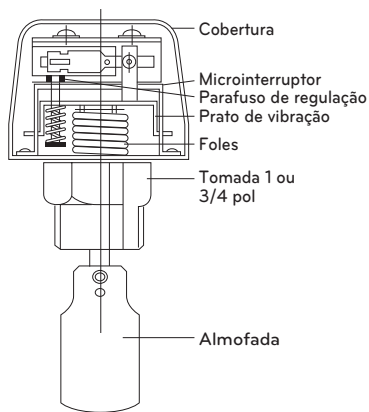 Cobertura
Microinterruptor
Parafuso de regulação
Prato de vibração
Foles
Tomada 1 ou
3/4 pol
Almofada